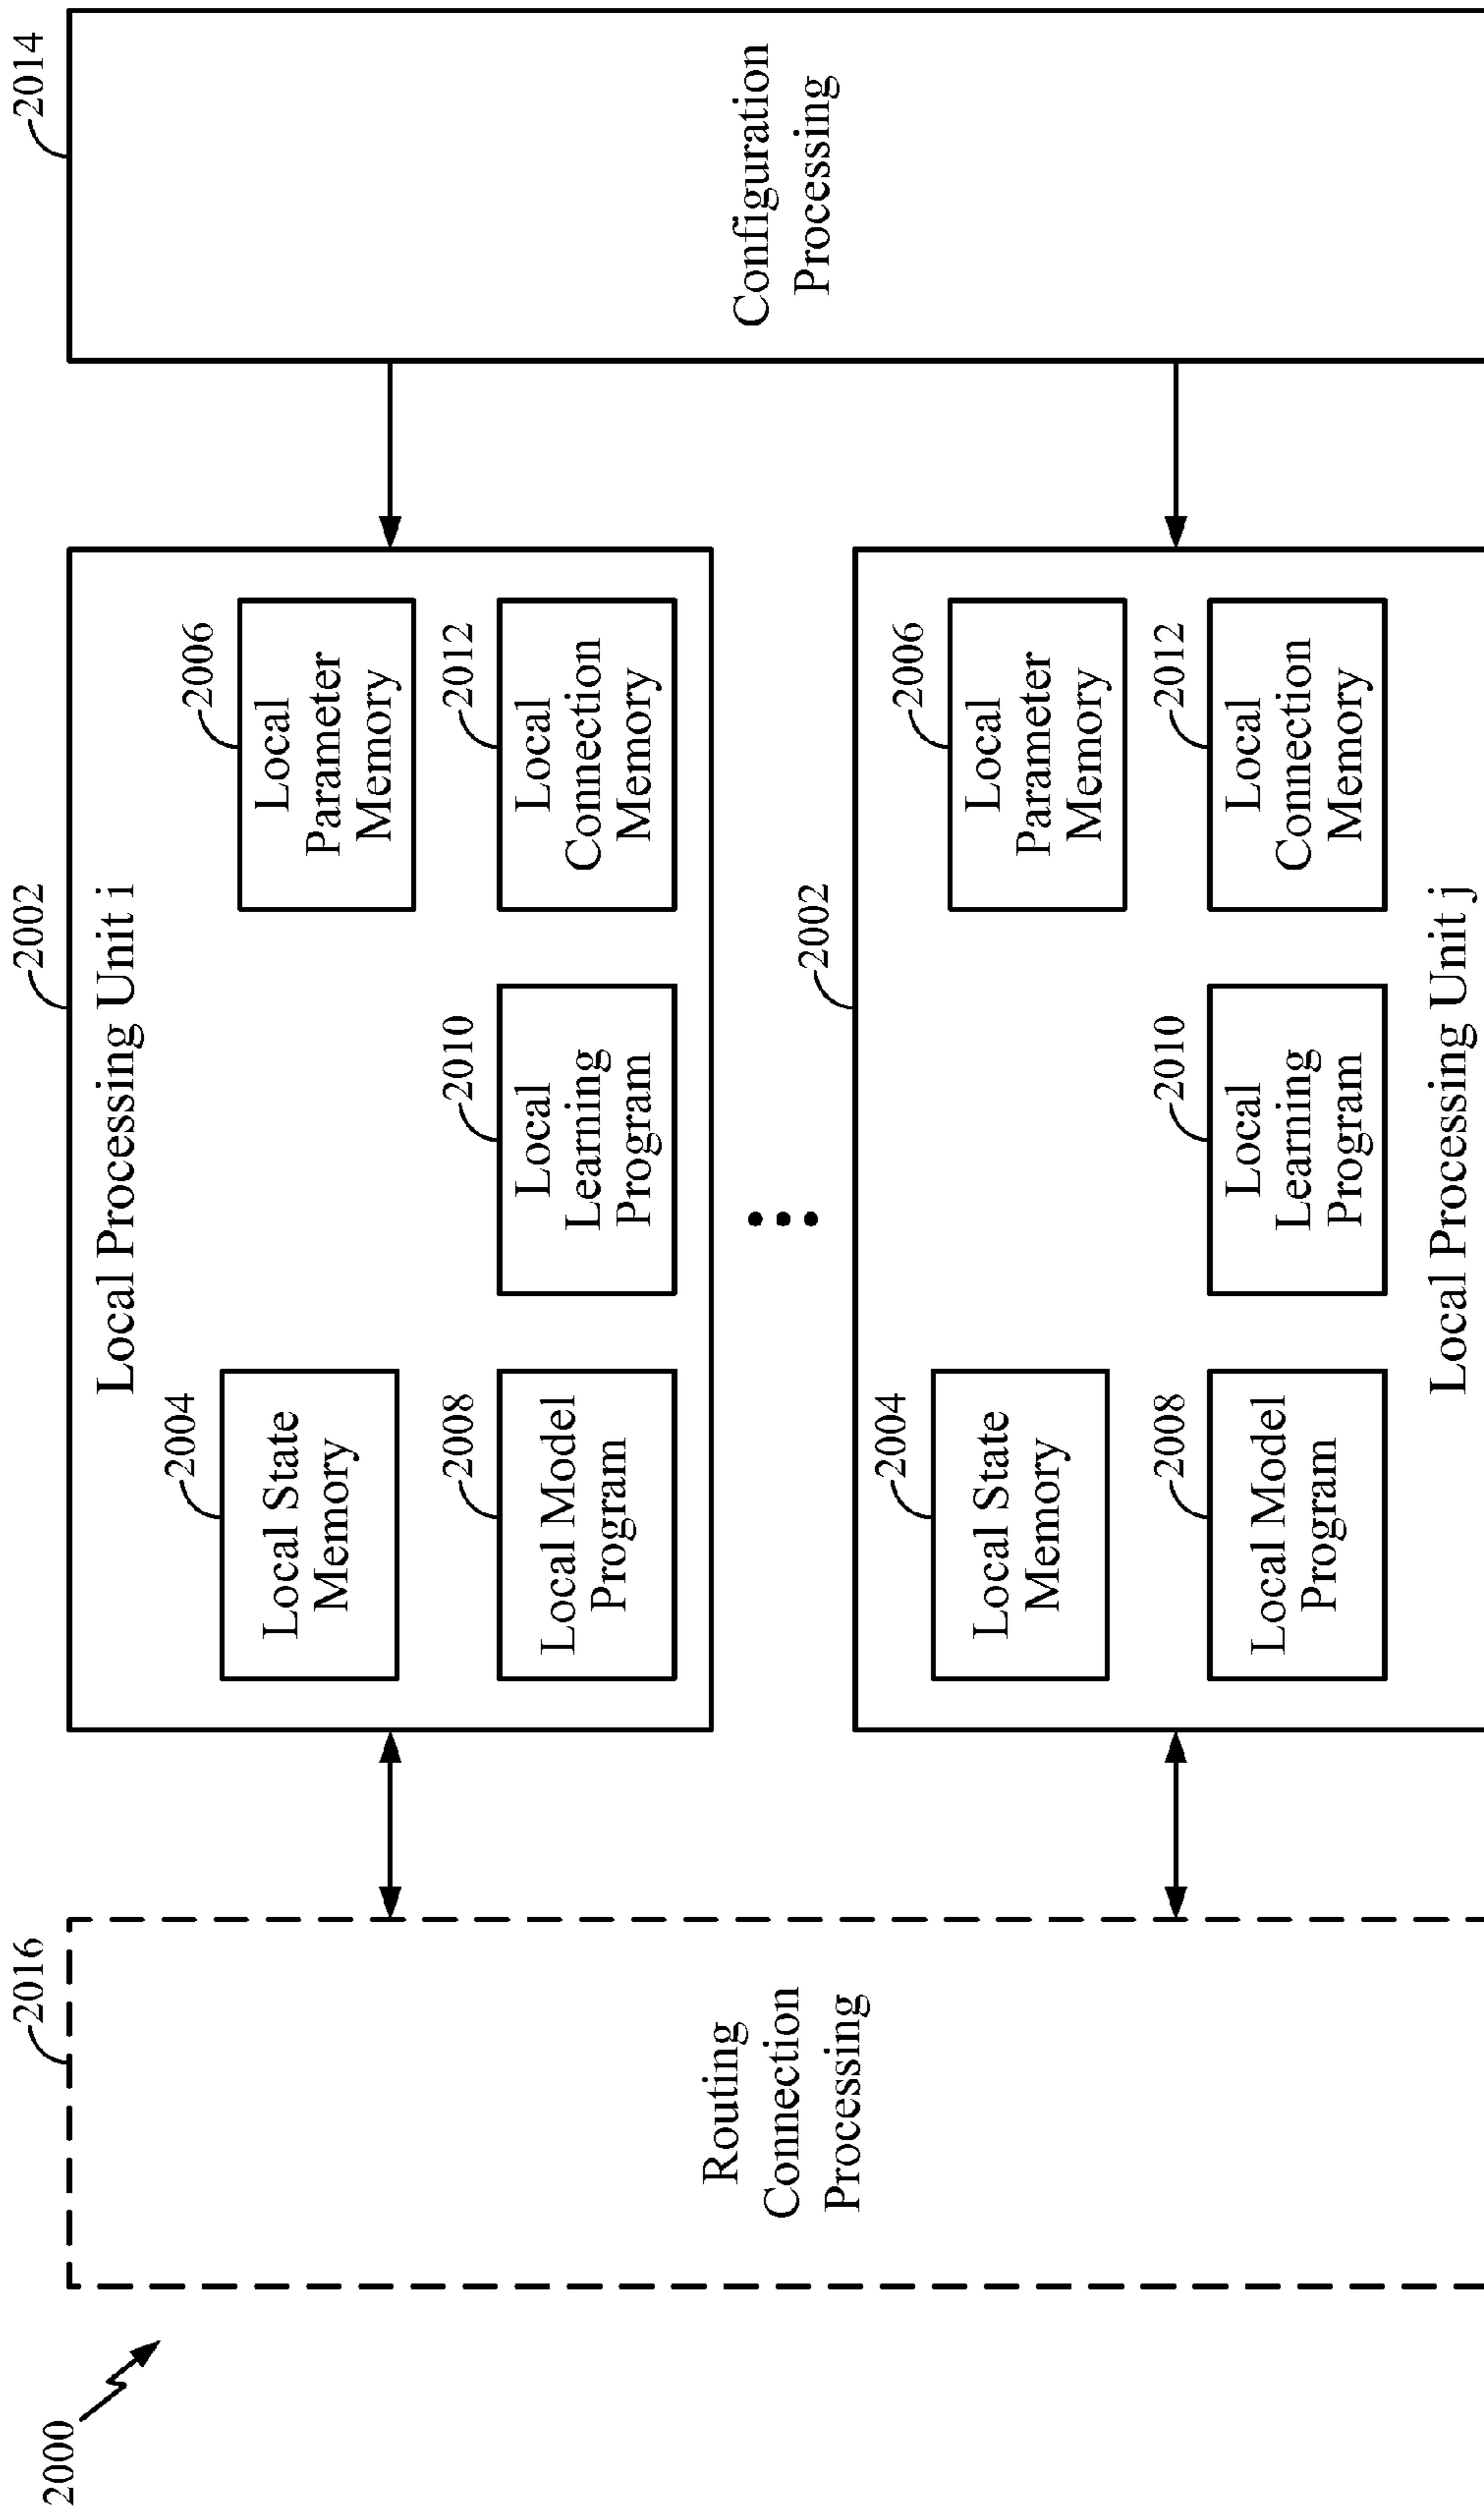 2000
2016
Routing
Connection
Processing
2002
Local Processing Unit i
2004
Local State
Memory
2006
Local
Parameter
Memory
2008
Local Model
Program
2010
Local
Learning
Program
2012
Local
Connection
Memory
2002
2004
Local State
Memory
2006
Local
Parameter
Memory
2008
Local Model
Program
2010
Local
Learning
Program
2012
Local
Connection
Memory
Local Processing Unit j
2014
Configuration
Processing